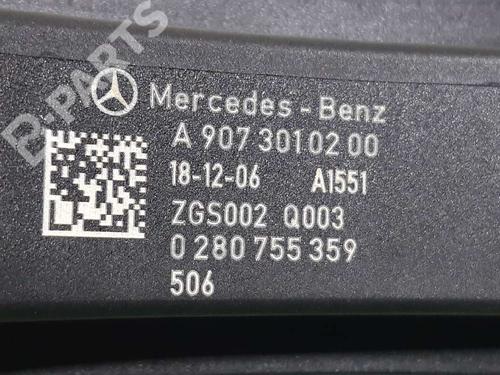 B-PARTS
Mercedes-Benz
A 907 301 02 00
18-12-06 A1551
ZGS002 Q003
0 280 755 359
506